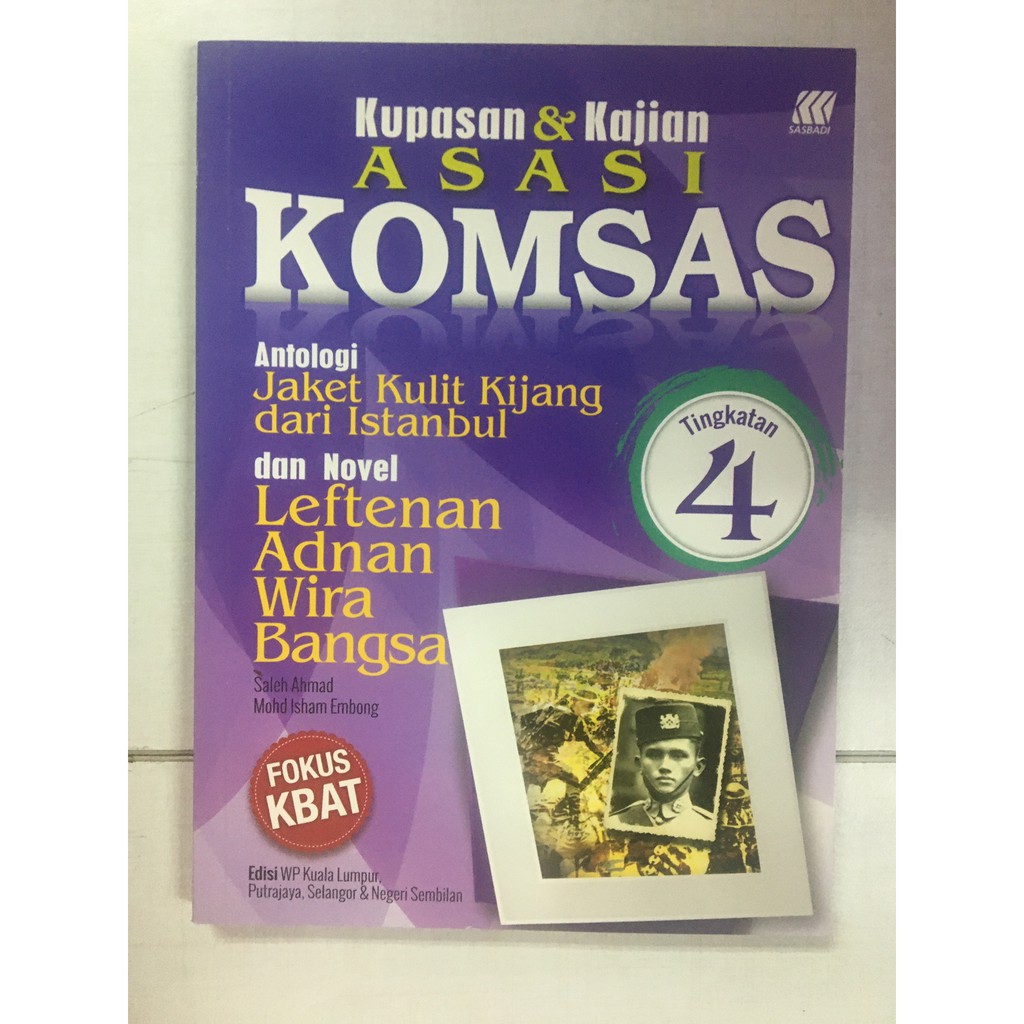 Kupasan & Kajian
SASBADI
ASASI
KOMSAS
Antologi
Jaket Kulit Kijang
dari Istanbul
dan Novel
Leftenan
Adnan
Wira
Bangsa
Saleh Ahmad
Mohd Isham Embong
Tingkatan
4
FOKUS
KBAT
Edisi WP Kuala Lumpur,
Putrajaya, Selangor & Negeri Sembilan